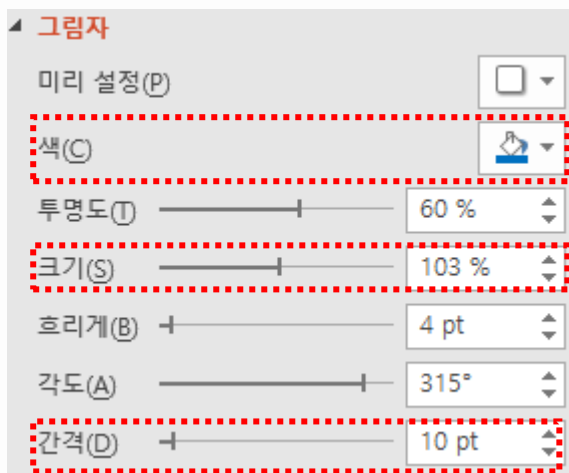 그림자
미리 설정(P)
색(C)
투명도(T) 60 %
크기(S) 103 %
흐리게(B) 4 pt
각도(A) 315°
간격(D) 10 pt